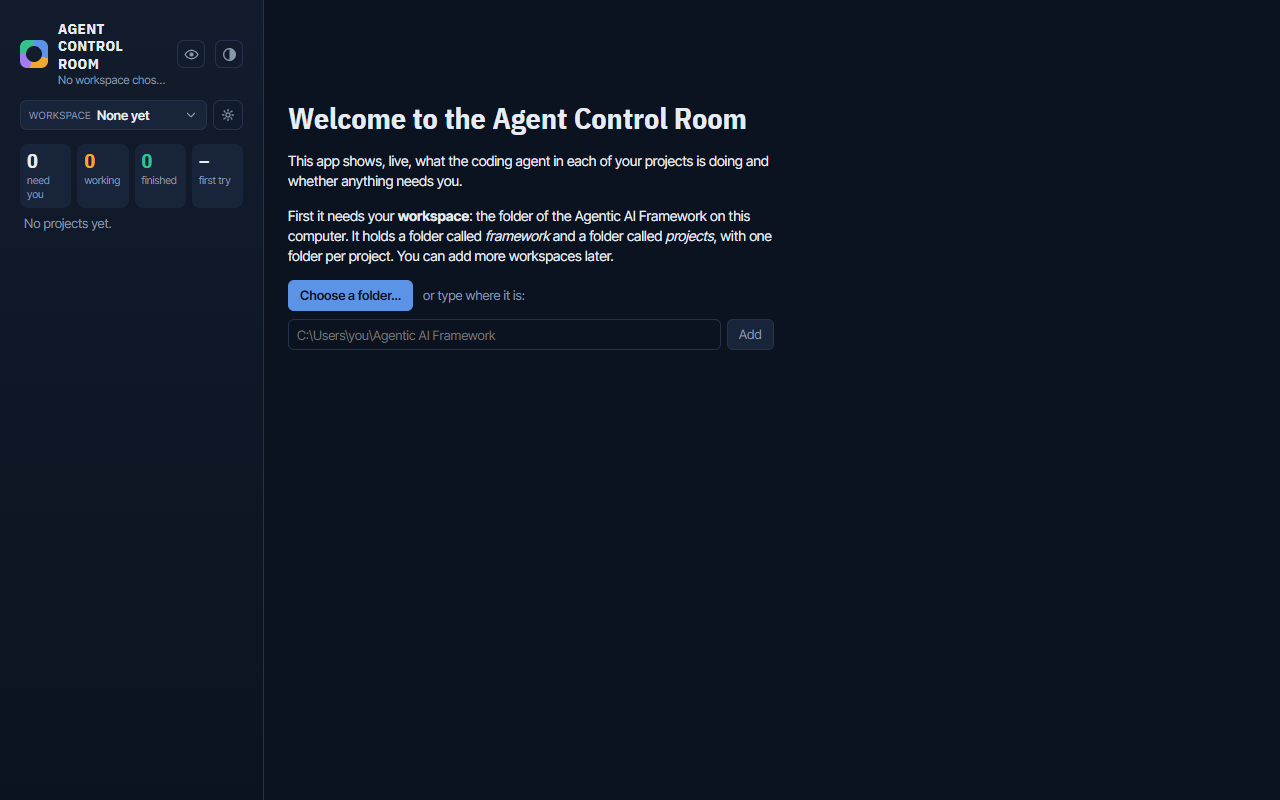 AGENT
CONTROL
ROOM
No workspace chos...
WORKSPACE None yet
0 need you
0 working
0 finished
– first try
No projects yet.
Welcome to the Agent Control Room
This app shows, live, what the coding agent in each of your projects is doing and
whether anything needs you.
First it needs your workspace: the folder of the Agentic AI Framework on this
computer. It holds a folder called framework and a folder called projects, with one
folder per project. You can add more workspaces later.
Choose a folder... or type where it is:
C:\Users\you\Agentic AI Framework
Add